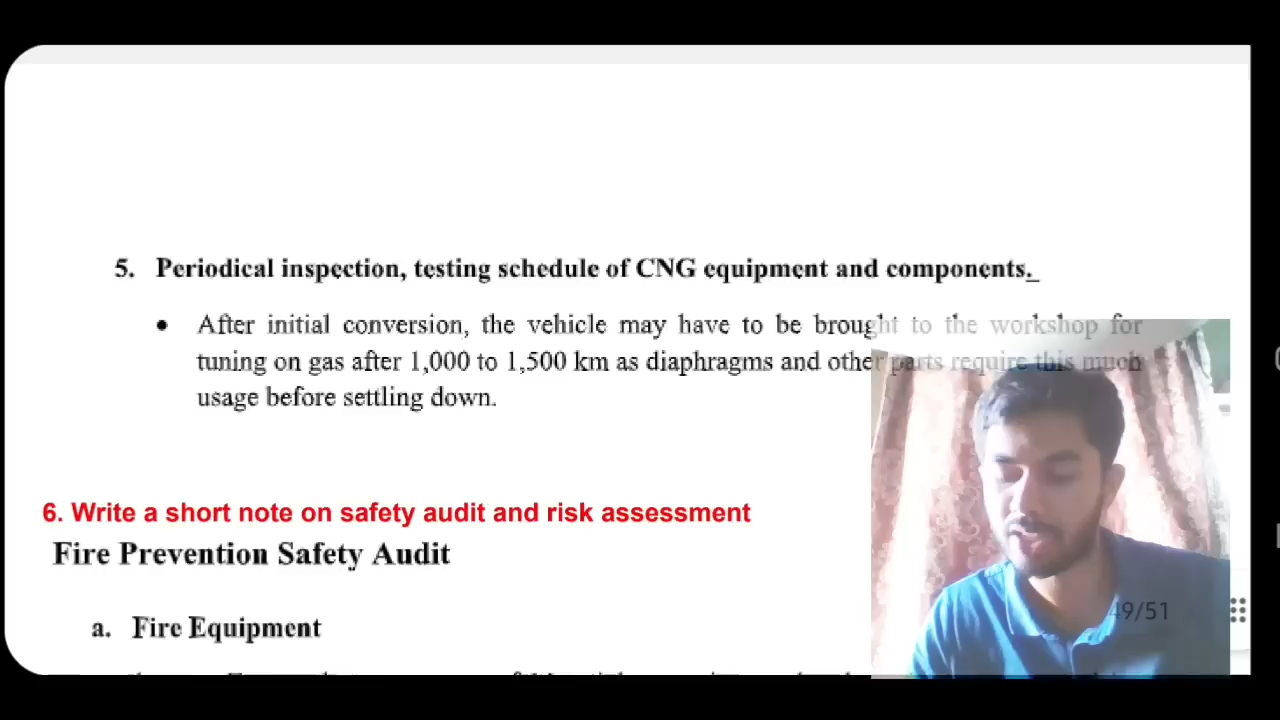 5. Periodical inspection, testing schedule of CNG equipment and components._
• After initial conversion, the vehicle may have to be brought to the workshop for
tuning on gas after 1,000 to 1,500 km as diaphragms and other parts require this much
usage before settling down.
6. Write a short note on safety audit and risk assessment
Fire Prevention Safety Audit
a. Fire Equipment
49/51